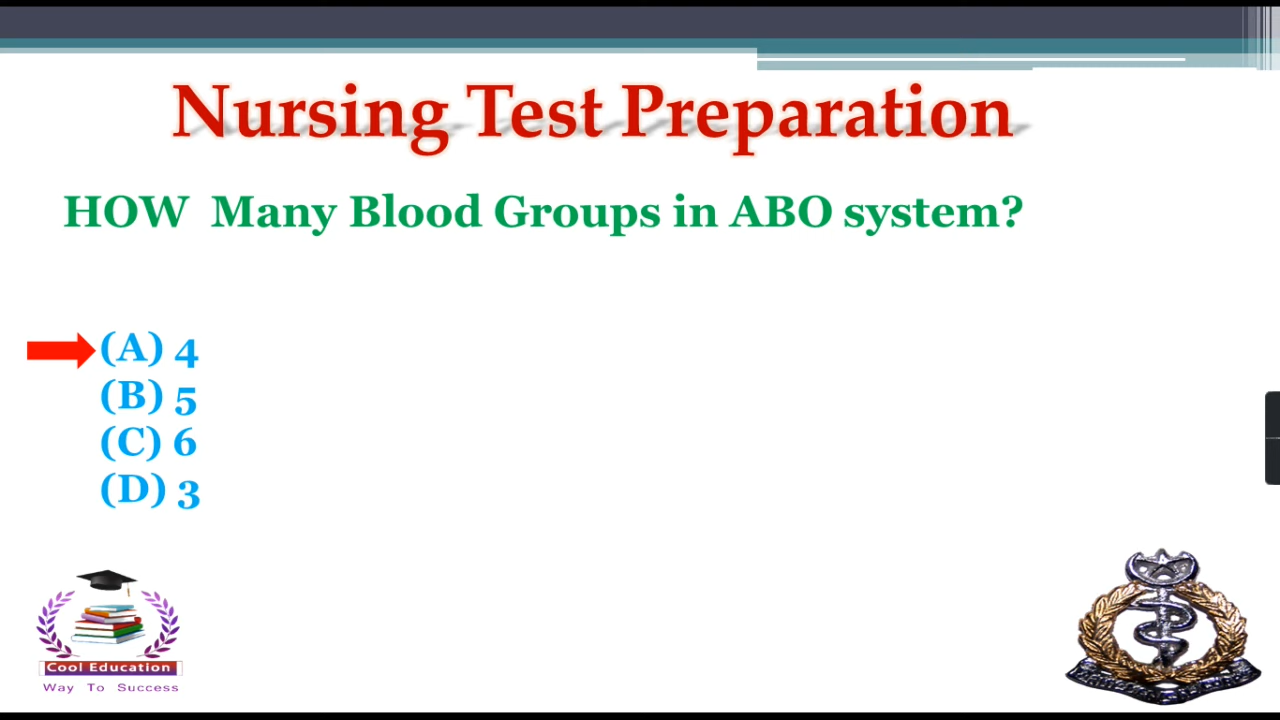 Nursing Test Preparation
HOW Many Blood Groups in ABO system?
(A) 4
(B) 5
(C) 6
(D) 3
Cool Education
Way To Success